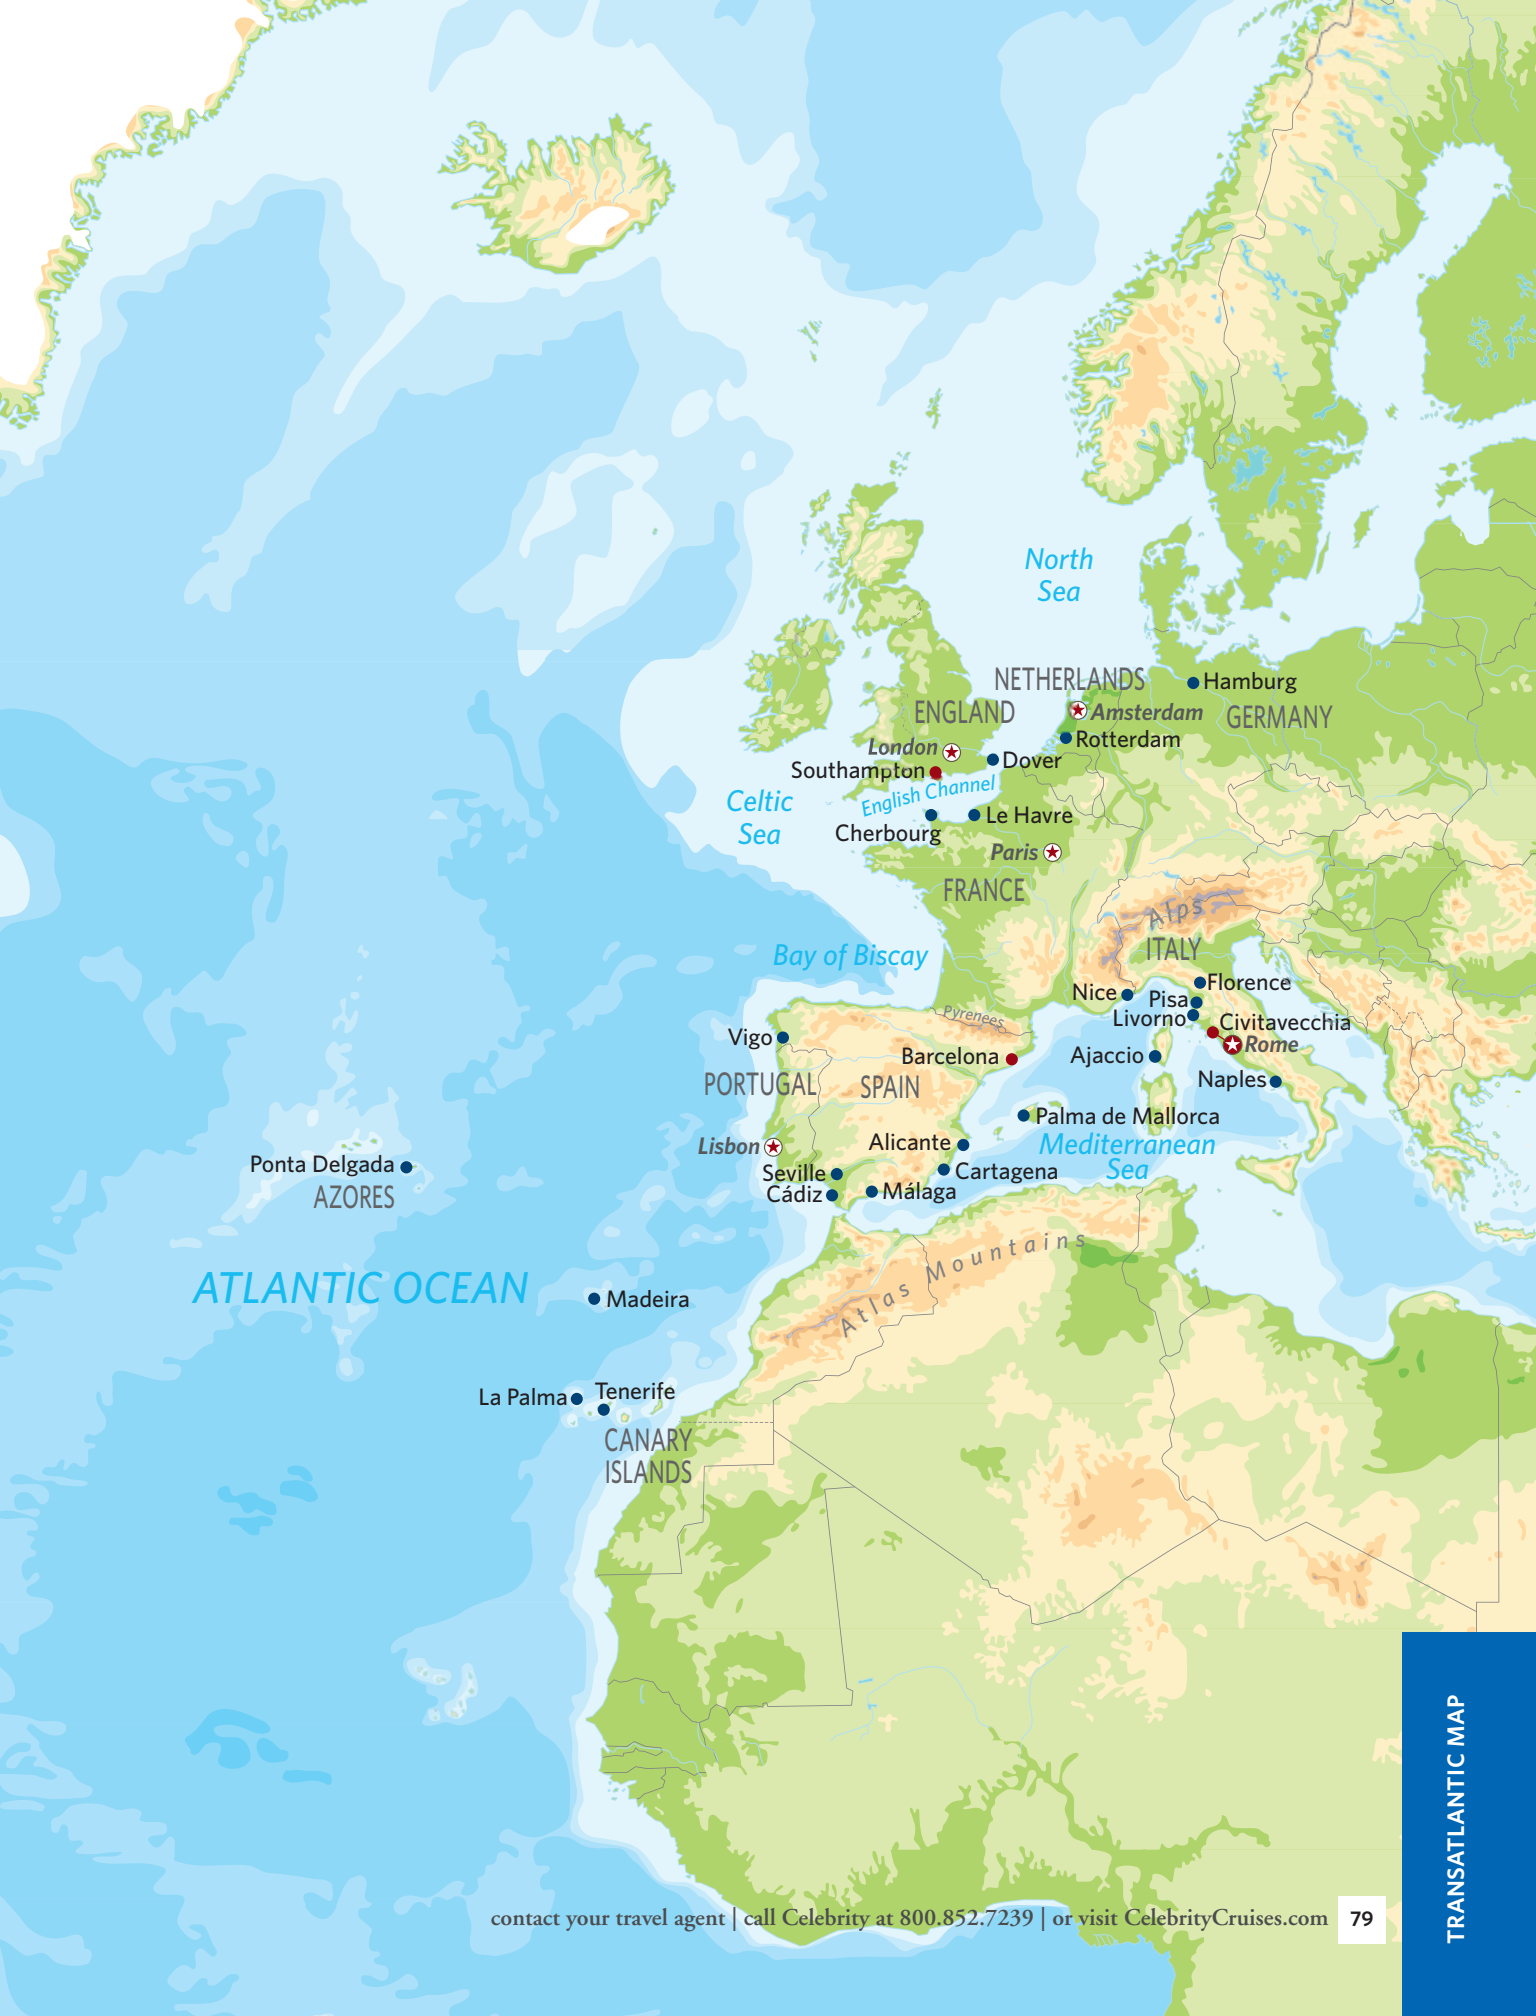 North
Sea
NETHERLANDS
Hamburg
ENGLAND
Amsterdam
GERMANY
London
Rotterdam
Dover
Southampton
English Channel
Celtic
Sea
Le Havre
Cherbourg
Paris
FRANCE
Alps
ITALY
Bay of Biscay
Florence
Nice
Pisa
Livorno
Pyrenees
Civitavecchia
Vigo
Rome
Barcelona
Ajaccio
PORTUGAL
SPAIN
Naples
Palma de Mallorca
Lisbon
Alicante
Mediterranean
Sea
Ponta Delgada
AZORES
Seville
Cartagena
Cádiz
Málaga
Atlas Mountains
ATLANTIC OCEAN
Madeira
La Palma
Tenerife
CANARY
ISLANDS
TRANSATLANTIC MAP
contact your travel agent | call Celebrity at 800.852.7239 | or visit CelebrityCruises.com
79